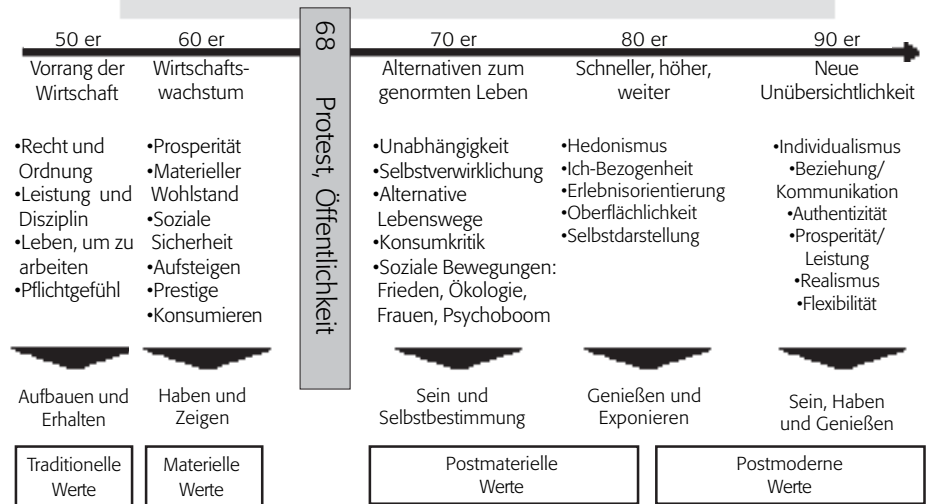 50 er
Vorrang der
Wirtschaft
•Recht und
Ordnung
•Leistung und
Disziplin
•Leben, um zu
arbeiten
•Pflichtgefühl
Aufbauen und
Erhalten
Traditionelle
Werte
60 er
Wirtschafts-
wachstum
•Prosperität
•Materieller
Wohlstand
•Soziale
Sicherheit
•Aufsteigen
•Prestige
•Konsumieren
Haben und
Zeigen
Materielle
Werte
68 Protest, Öffentlichkeit
70 er
Alternativen zum
genormten Leben
•Unabhängigkeit
•Selbstverwirklichung
•Alternative
Lebenswege
•Konsumkritik
•Soziale Bewegungen:
Frieden, Ökologie,
Frauen, Psychoboom
Sein und
Selbstbestimmung
80 er
Schneller, höher,
weiter
•Hedonismus
•Ich-Bezogenheit
•Erlebnisorientierung
•Oberflächlichkeit
•Selbstdarstellung
Genießen und
Exponieren
Postmaterielle
Werte
90 er
Neue
Unübersichtlichkeit
•Individualismus
•Beziehung/
Kommunikation
•Authentizität
•Prosperität/
Leistung
•Realismus
•Flexibilität
Sein, Haben
und Genießen
Postmoderne
Werte